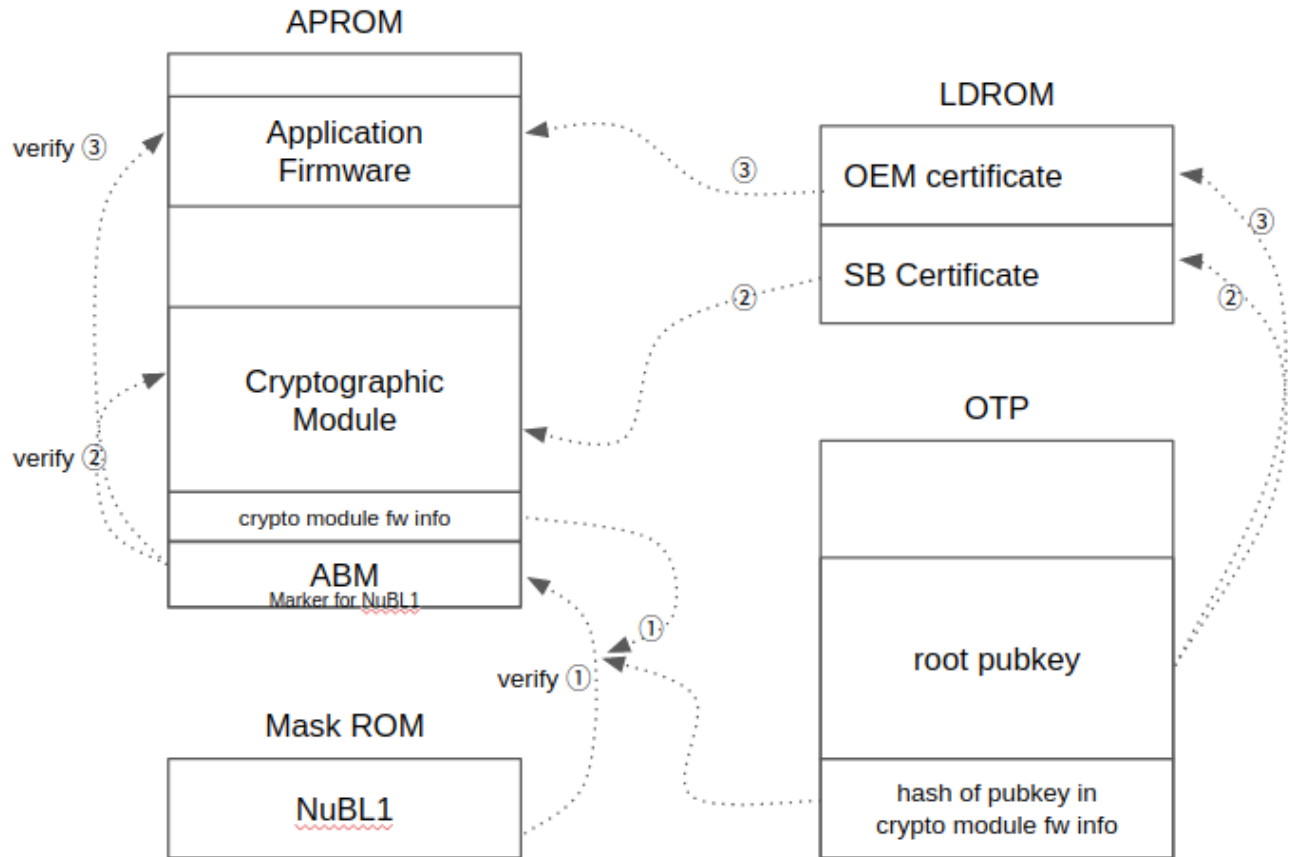 APROM
Application
Firmware
verify ③
Cryptographic
Module
verify ②
crypto module fw info
ABM
Marker for NuBL1
①
verify ①
Mask ROM
NuBL1
LDROM
OEM certificate
SB Certificate
③
②
③
②
OTP
root pubkey
hash of pubkey in
crypto module fw info